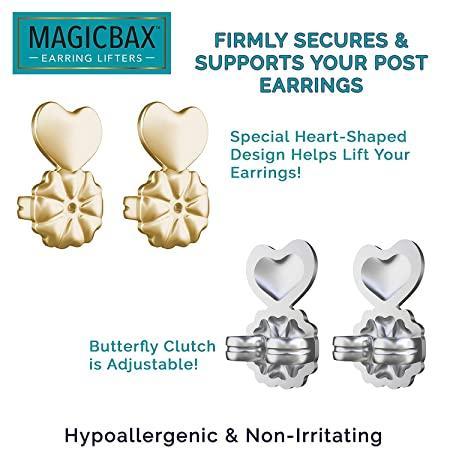 MAGICBAX™
EARRING LIFTERS
FIRMLY SECURES &
SUPPORTS YOUR POST
EARRINGS
Special Heart-Shaped
Design Helps Lift Your
Earrings!
Butterfly Clutch
is Adjustable!
Hypoallergenic & Non-Irritating